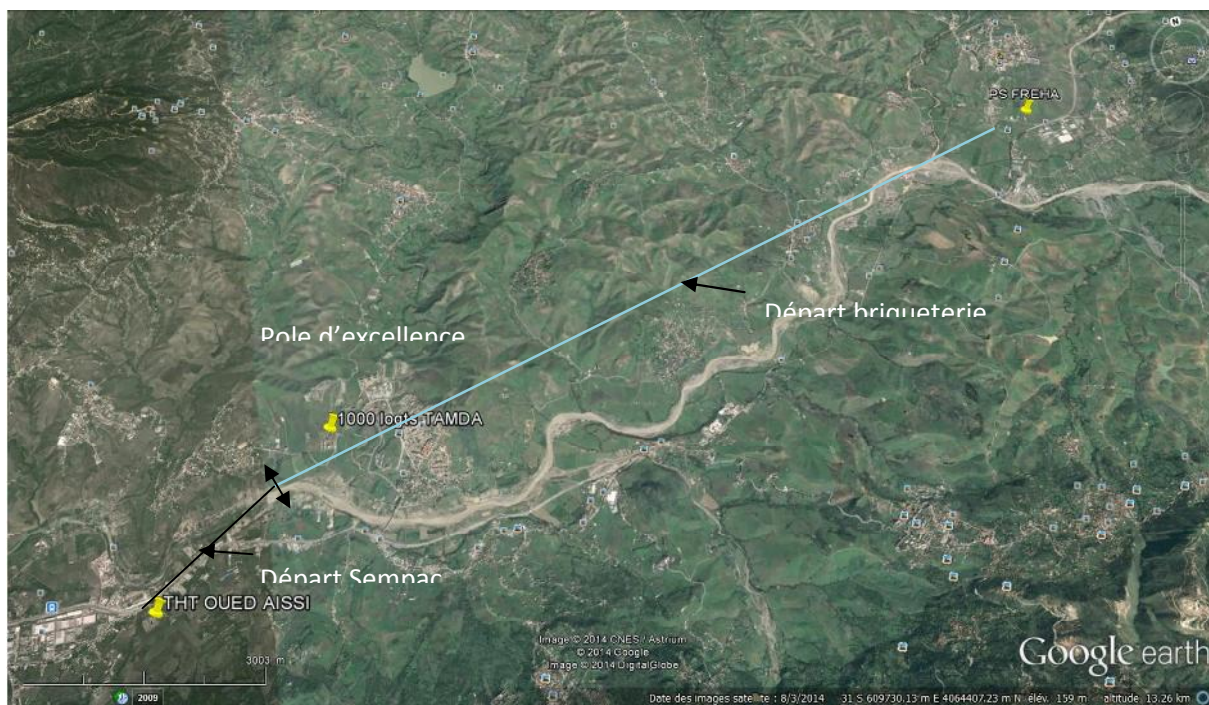 PS FREHA
Départ briqueterie
Pole d'excellence
1000 logts TAMDA
Départ Sempac
THT OUED AISSI
Image © 2014 CNES / Astrium
© 2014 Google
Image © 2014 DigitalGlobe
Google earth
3003 m
2009
Date des images satellite : 8/3/2014 31 S 609730.13 m E 4064407.23 m N élév. 159 m altitude 13.26 km
N